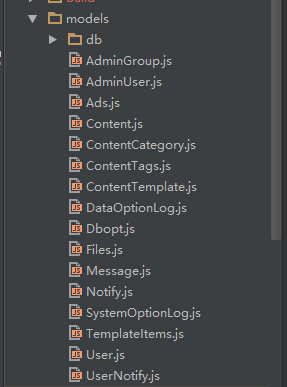 build
models
db
AdminGroup.js
AdminUser.js
Ads.js
Content.js
ContentCategory.js
ContentTags.js
ContentTemplate.js
DataOptionLog.js
Dbopt.js
Files.js
Message.js
Notify.js
SystemOptionLog.js
TemplateItems.js
User.js
UserNotify.js